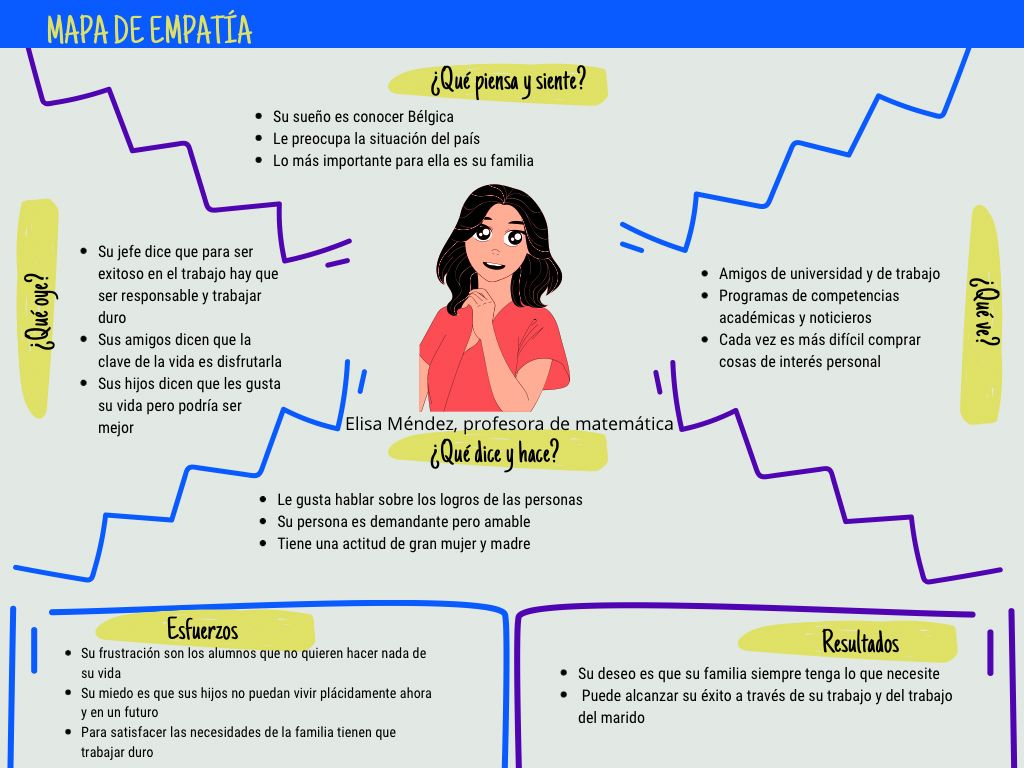 MAPA DE EMPATÍA
¿Qué piensa y siente?
• Su sueño es conocer Bélgica
• Le preocupa la situación del país
• Lo más importante para ella es su familia
¿Qué oye?
• Su jefe dice que para ser
exitoso en el trabajo hay que
ser responsable y trabajar
duro
• Sus amigos dicen que la
clave de la vida es disfrutarla
• Sus hijos dicen que les gusta
su vida pero podría ser
mejor
¿Qué ve?
• Amigos de universidad y de trabajo
• Programas de competencias
académicas y noticieros
• Cada vez es más difícil comprar
cosas de interés personal
Elisa Méndez, profesora de matemática
¿Qué dice y hace?
• Le gusta hablar sobre los logros de las personas
• Su persona es demandante pero amable
• Tiene una actitud de gran mujer y madre
Esfuerzos
• Su frustración son los alumnos que no quieren hacer nada de
su vida
• Su miedo es que sus hijos no puedan vivir plácidamente ahora
y en un futuro
• Para satisfacer las necesidades de la familia tienen que
trabajar duro
Resultados
• Su deseo es que su familia siempre tenga lo que necesite
• Puede alcanzar su éxito a través de su trabajo y del trabajo
del marido